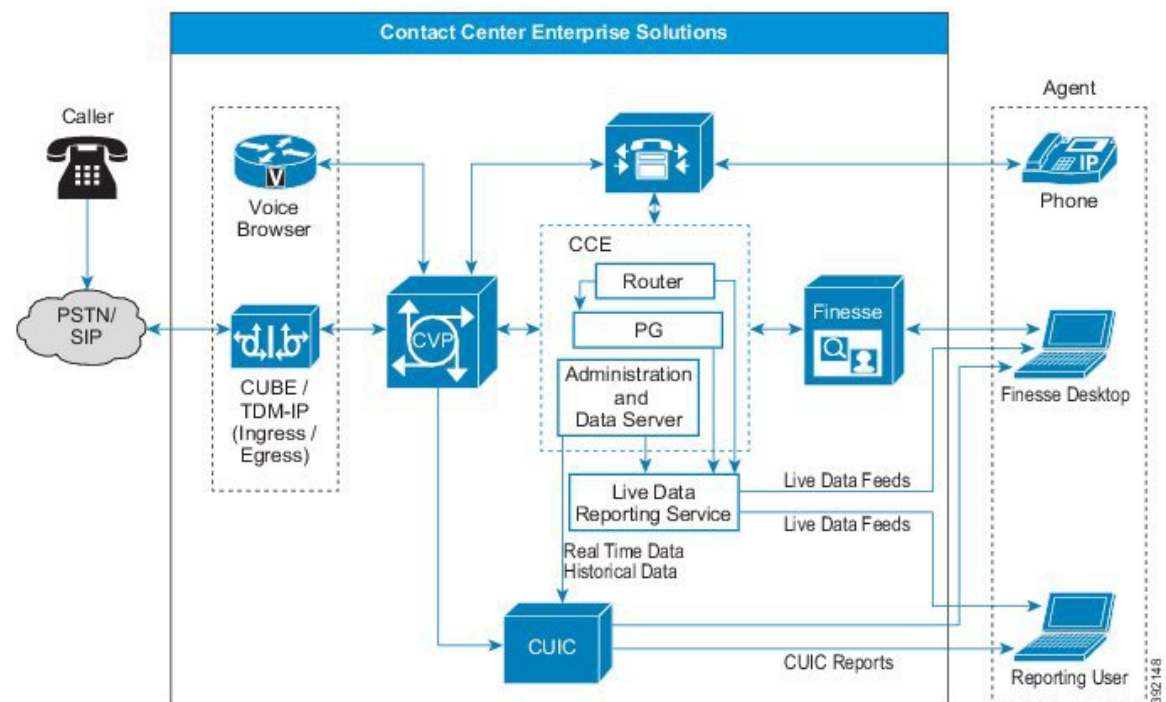 Contact Center Enterprise Solutions
Caller
Agent
V
Voice
Browser
IP
Phone
CCE
Router
PG
Administration
and
Data Server
PSTN/
SIP
CUBE /
TDM-IP
(Ingress /
Egress)
CVP
Finesse
Finesse Desktop
Live Data
Reporting Service
Live Data Feeds
Live Data Feeds
Real Time Data
Historical Data
CUIC
CUIC Reports
Reporting User
392148